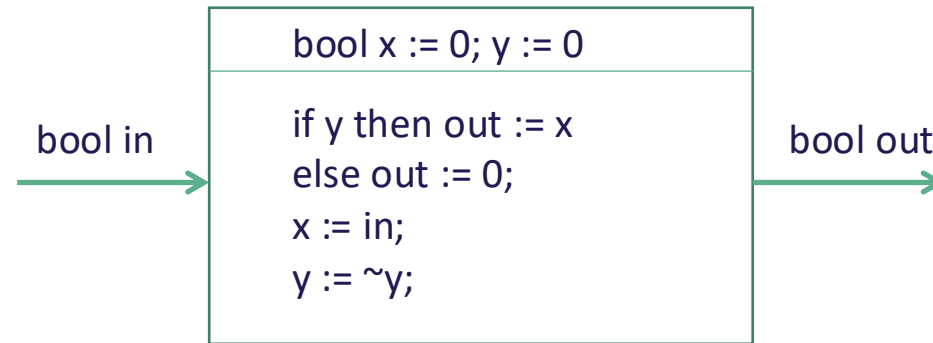 bool x := 0; y := 0
bool in
if y then out := x
else out := 0;
x := in;
y := ~y;
bool out